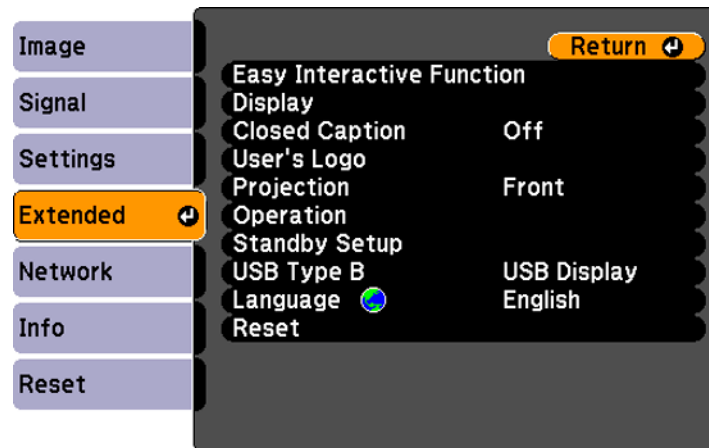 Image
Signal
Settings
Extended
Network
Info
Reset
Return
Easy Interactive Function
Display
Closed Caption Off
User's Logo
Projection Front
Operation
Standby Setup
USB Type B USB Display
Language English
Reset